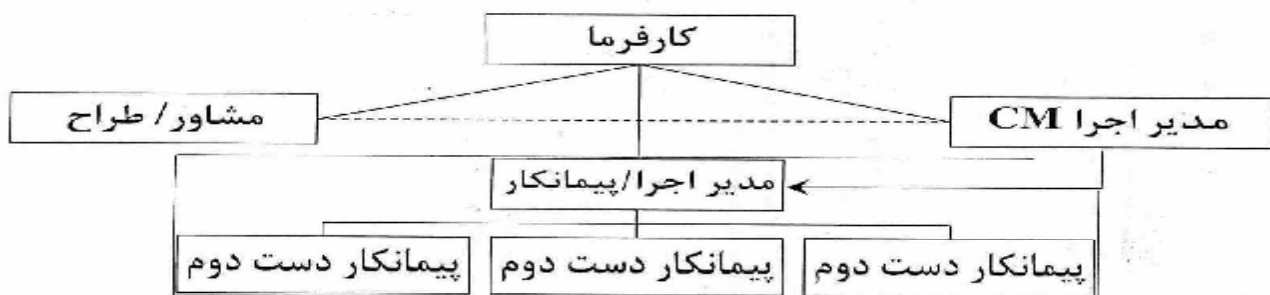 کارفرما
مشاور/ طراح
مدیر اجرا CM
مدیر اجرا/پیمانکار
پیمانکار دست دوم
پیمانکار دست دوم
پیمانکار دست دوم